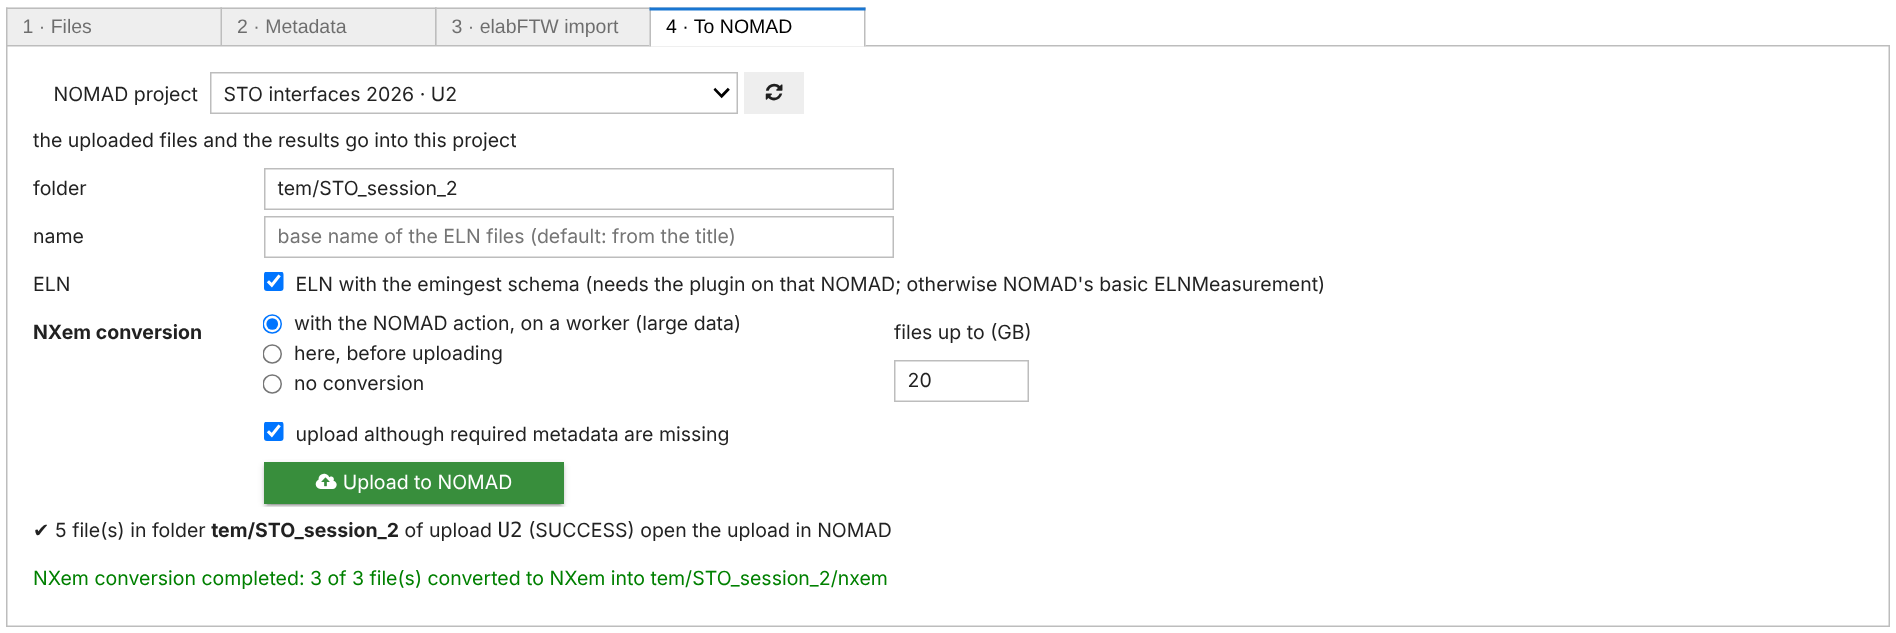 1 · Files
2 · Metadata
3 · elabFTW import
4 · To NOMAD
NOMAD project
STO interfaces 2026 · U2
the uploaded files and the results go into this project
folder
tem/STO_session_2
name
base name of the ELN files (default: from the title)
ELN
ELN with the emingest schema (needs the plugin on that NOMAD; otherwise NOMAD's basic ELNMeasurement)
NXem conversion
with the NOMAD action, on a worker (large data)
here, before uploading
no conversion
files up to (GB)
20
upload although required metadata are missing
Upload to NOMAD
✔ 5 file(s) in folder tem/STO_session_2 of upload U2 (SUCCESS) open the upload in NOMAD
NXem conversion completed: 3 of 3 file(s) converted to NXem into tem/STO_session_2/nxem